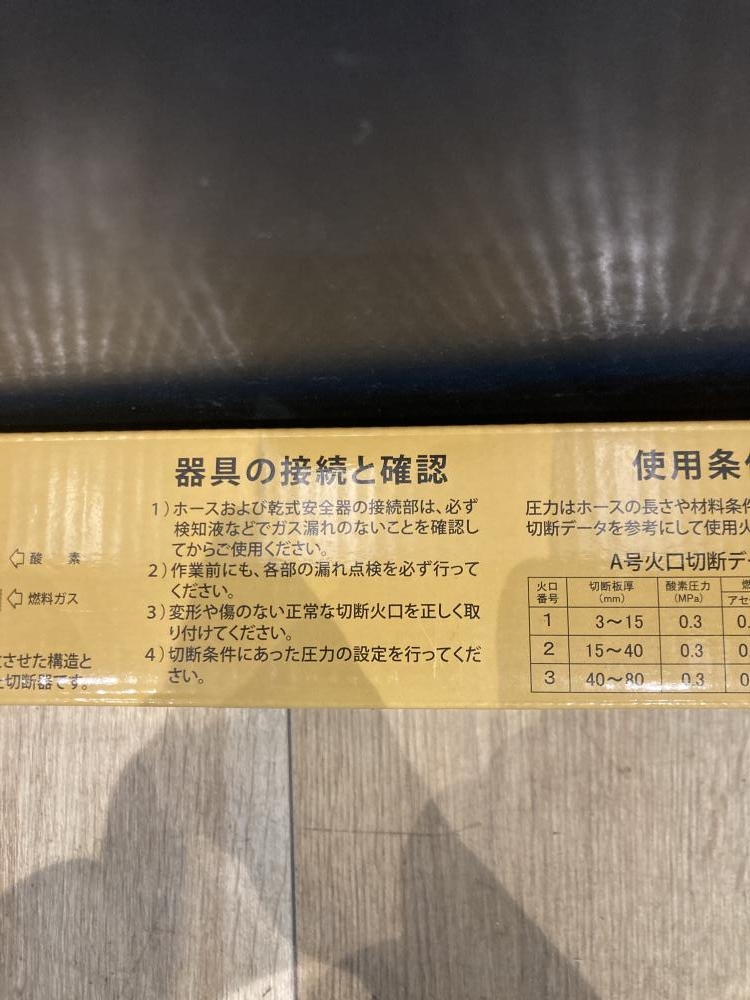 器具の接続と確認
1）ホースおよび乾式安全器の接続部は、必ず
検知液などでガス漏れのないことを確認し
てからご使用ください。
2）作業前にも、各部の漏れ点検を必ず行って
ください。
3）変形や傷のない正常な切断火口を正しく取
り付けてください。
4）切断条件にあった圧力の設定を行ってくだ
さい。
酸 素
燃料ガス
させた構造と
切断器です。
使用条
圧力はホースの長さや材料条件
切断データを参考にして使用火
A号火口切断デー
火口 切断板厚 酸素圧力 燃
番号 （mm） （MPa） アセ
1 3～15 0.3 0.
2 15～40 0.3 0.
3 40～80 0.3 0.